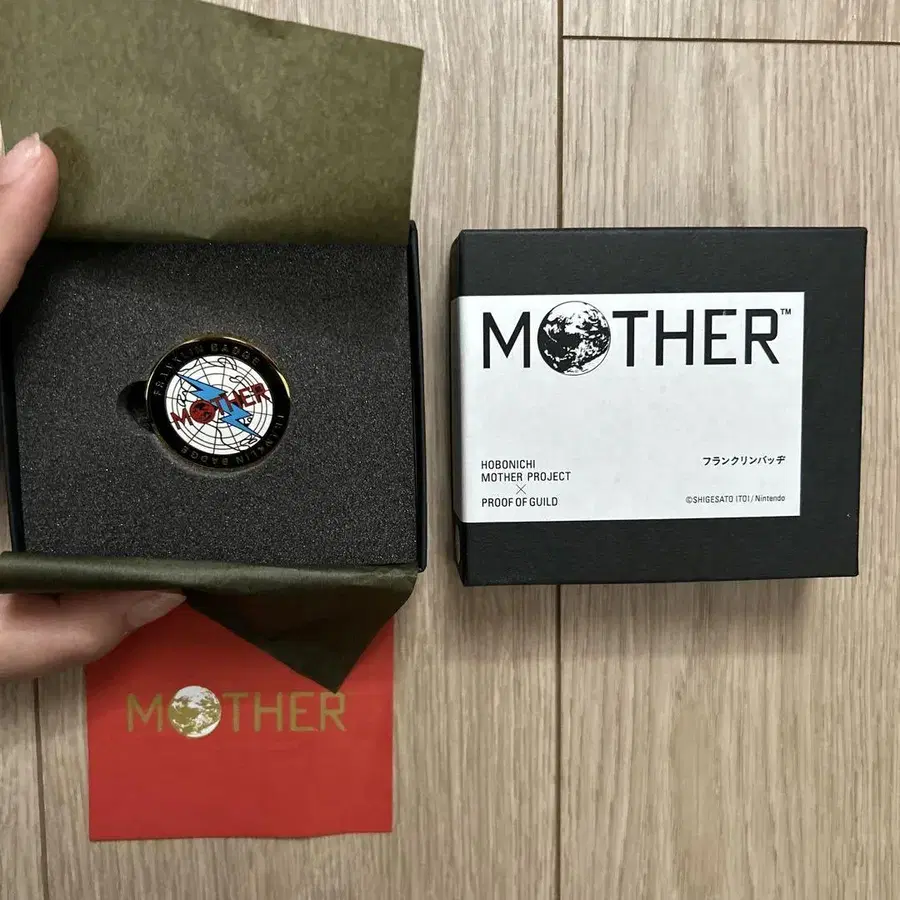 FRANKLIN BADGE
MOTHER
FRANKLIN BADGE
MOTHER
MOTHER™
HOBONICHI
MOTHER PROJECT
×
PROOF OF GUILD
フランクリンバッヂ
©SHIGESATO ITOI/Nintendo